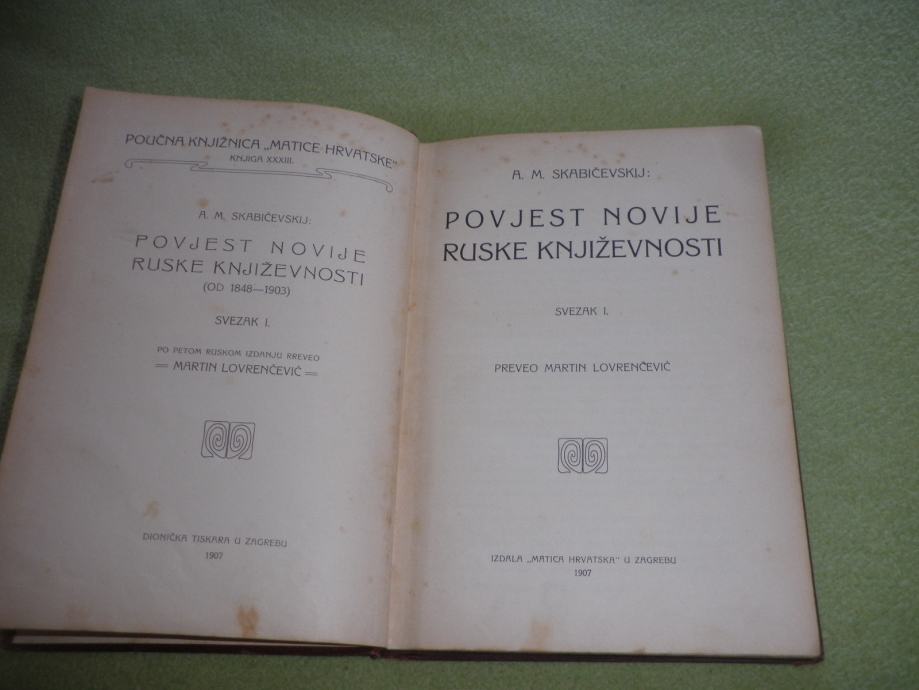 POUČNA KNJIŽNICA „MATICE HRVATSKE“
KNJIGA XXXIII.
A. M. SKABIČEVSKIJ:
POVJEST NOVIJE
RUSKE KNJIŽEVNOSTI
(OD 1848—1903)
SVEZAK I.
PO PETOM RUSKOM IZDANJU RREVEO
MARTIN LOVRENČEVIĆ
DIONIČKA TISKARA U ZAGREBU
1907
A. M. SKABIČEVSKIJ:
POVJEST NOVIJE
RUSKE KNJIŽEVNOSTI
SVEZAK I.
PREVEO MARTIN LOVRENČEVIĆ
IZDALA „MATICA HRVATSKA“ U ZAGREBU
1907